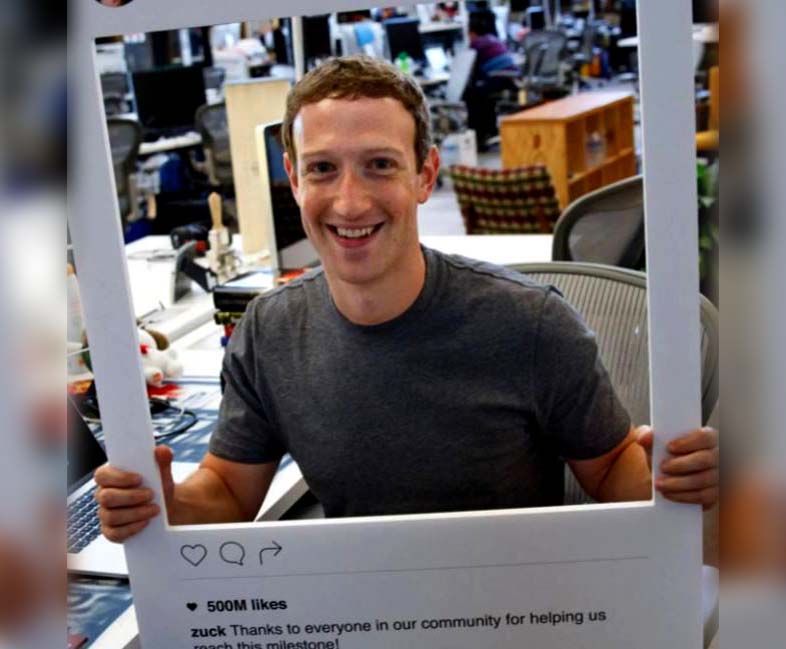 500M likes
zuck Thanks to everyone in our community for helping us
reach this milestone!